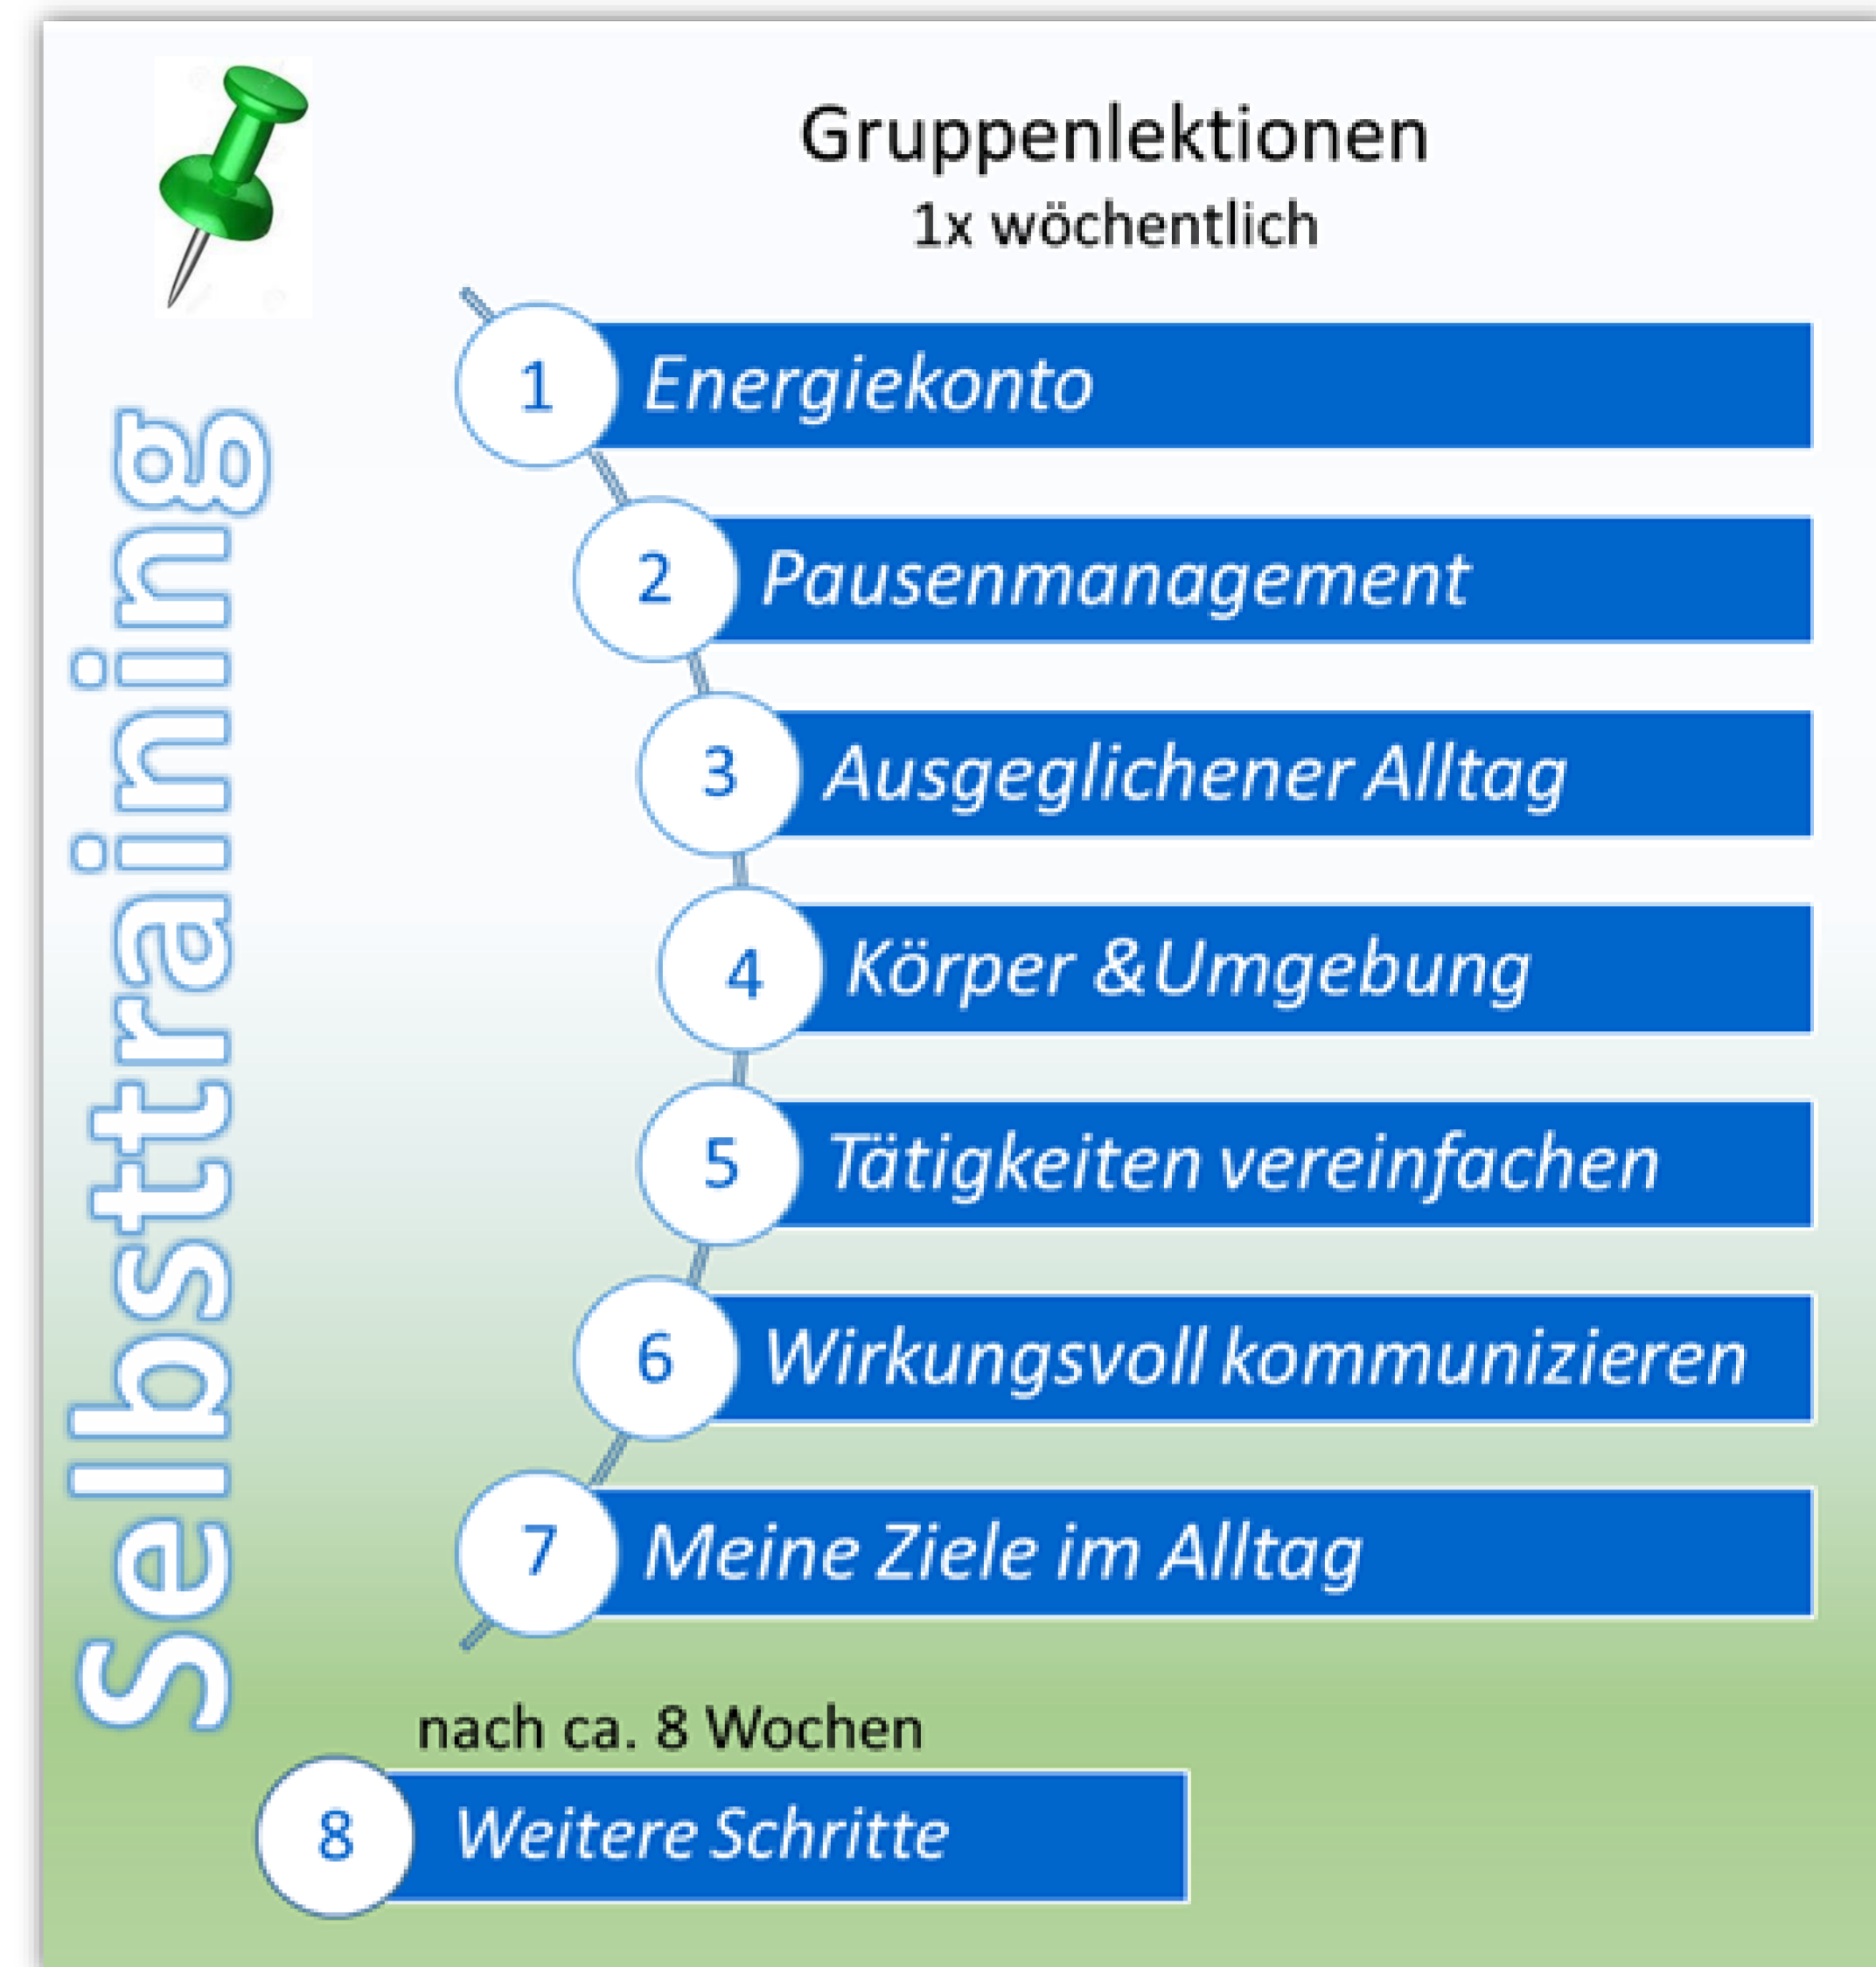 Gruppenlektionen
1x wöchentlich
Selbsttraining
1 Energiekonto
2 Pausenmanagement
3 Ausgeglichener Alltag
4 Körper & Umgebung
5 Tätigkeiten vereinfachen
6 Wirkungsvoll kommunizieren
7 Meine Ziele im Alltag
nach ca. 8 Wochen
8 Weitere Schritte